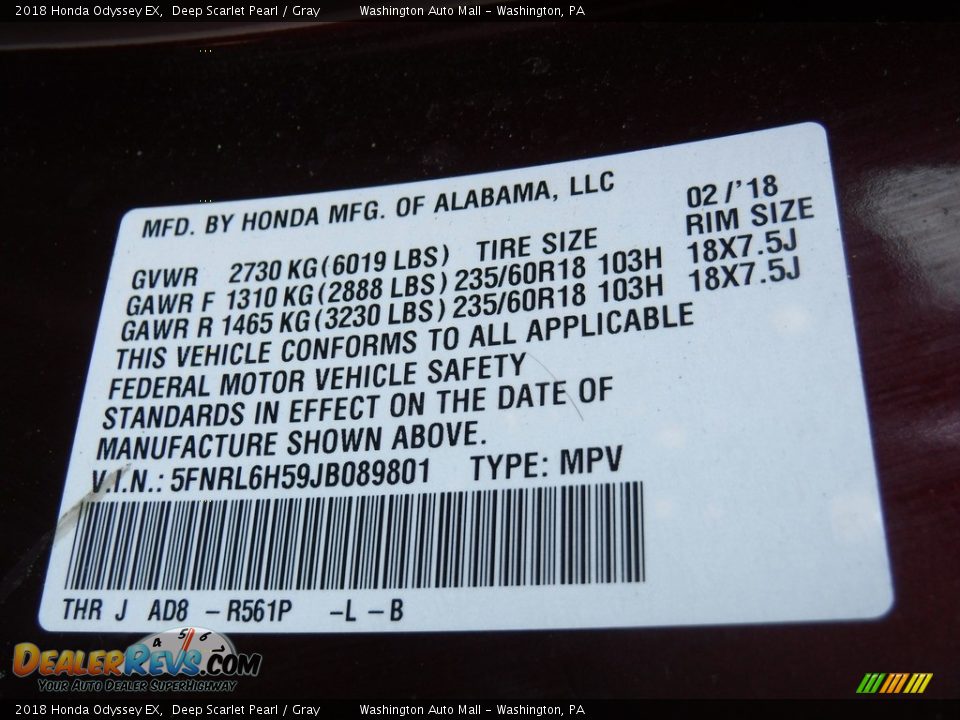 2018 Honda Odyssey EX,  Deep Scarlet Pearl / Gray          Washington Auto Mall - Washington, PA
MFD. BY HONDA MFG. OF ALABAMA, LLC 02 /'18
GVWR 2730 KG(6019 LBS) TIRE SIZE RIM SIZE
GAWR F 1310 KG(2888 LBS) 235/60R18 103H 18X7.5J
GAWR R 1465 KG(3230 LBS) 235/60R18 103H 18X7.5J
THIS VEHICLE CONFORMS TO ALL APPLICABLE
FEDERAL MOTOR VEHICLE SAFETY
STANDARDS IN EFFECT ON THE DATE OF
MANUFACTURE SHOWN ABOVE.
V.I.N.: 5FNRL6H59JB089801 TYPE: MPV
THR J AD8 - R561P -L - B
4 5 6
DEALERREVS.COM
YOUR AUTO DEALER SUPERHIGHWAY
2018 Honda Odyssey EX,  Deep Scarlet Pearl / Gray          Washington Auto Mall - Washington, PA